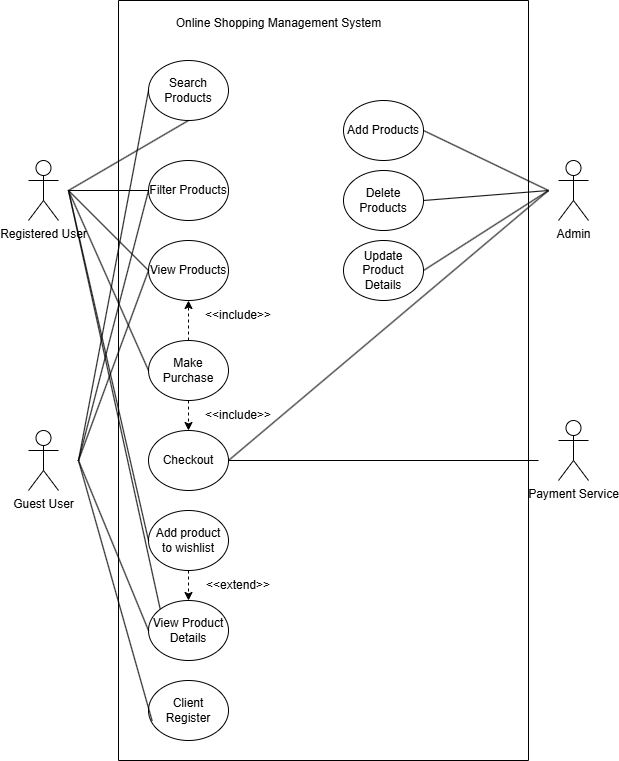 Online Shopping Management System
Search
Products
Add Products
Registered User
Filter Products
Delete
Products
Admin
View Products
Update
Product
Details
<<include>>
Make
Purchase
<<include>>
Checkout
Guest User
Payment Service
Add product
to wishlist
<<extend>>
View Product
Details
Client
Register